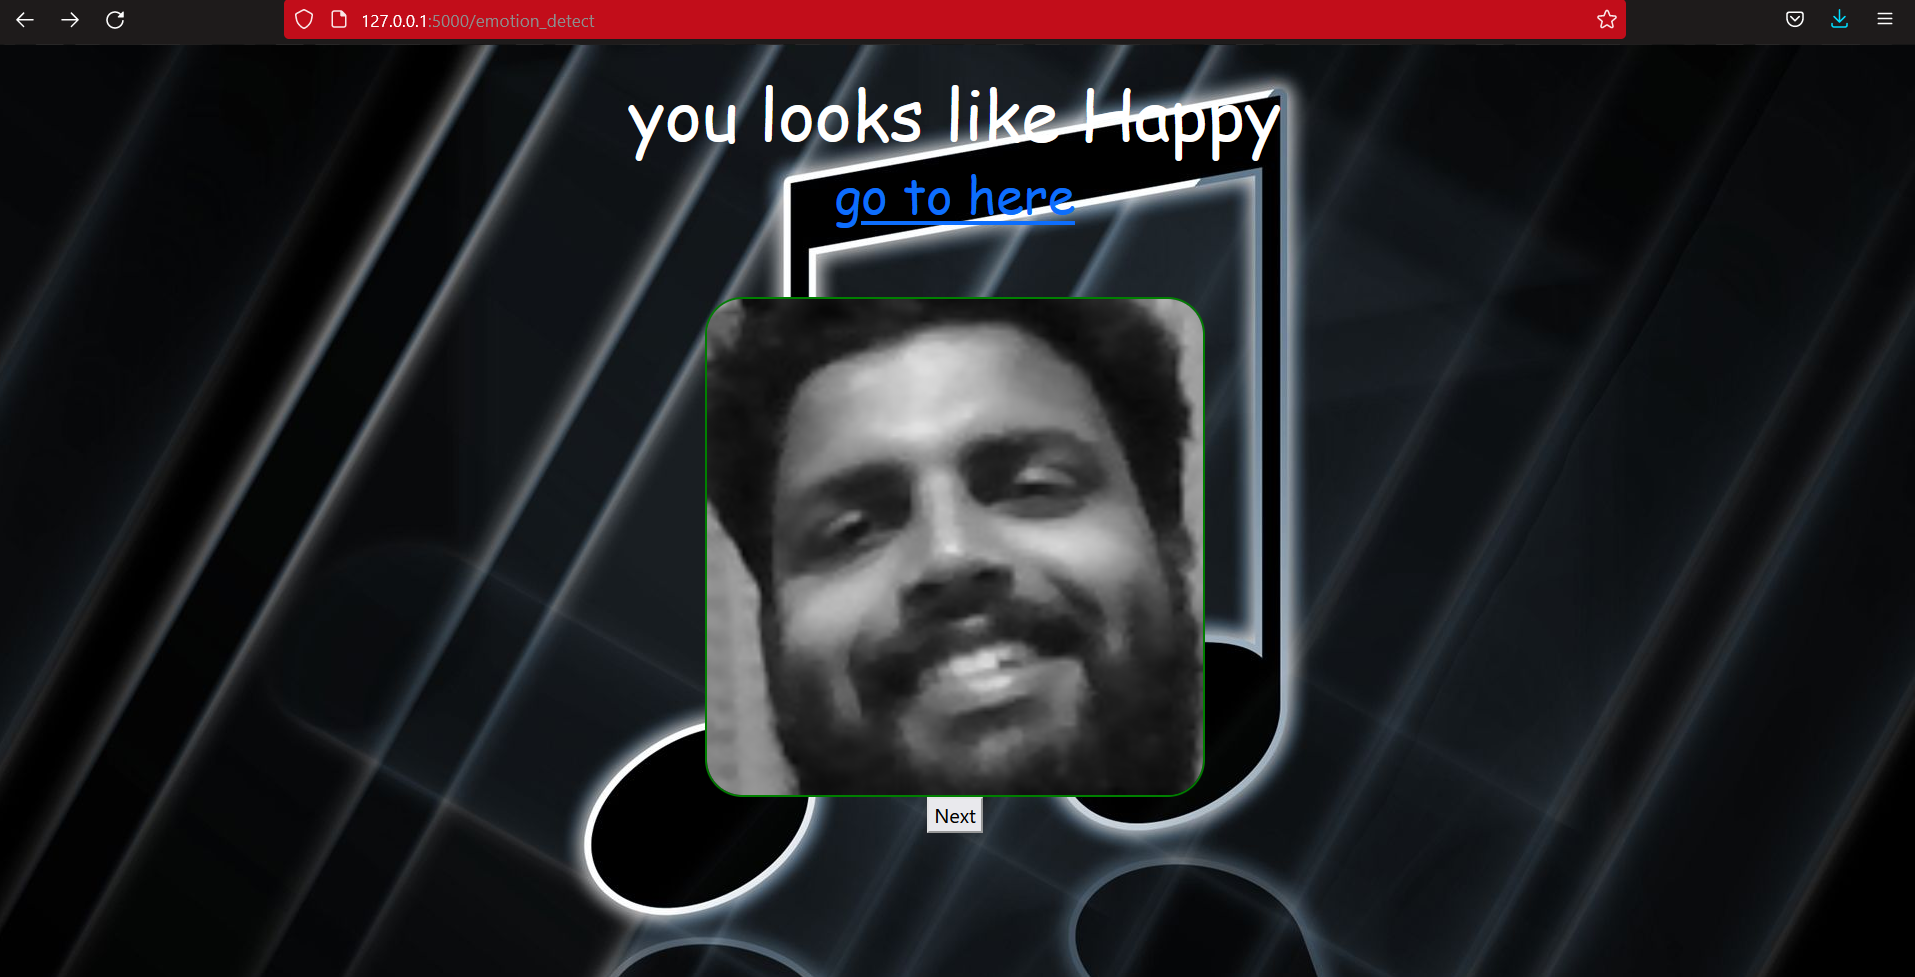 127.0.0.1:5000/emotion_detect
you looks like Happy
go to here
Next